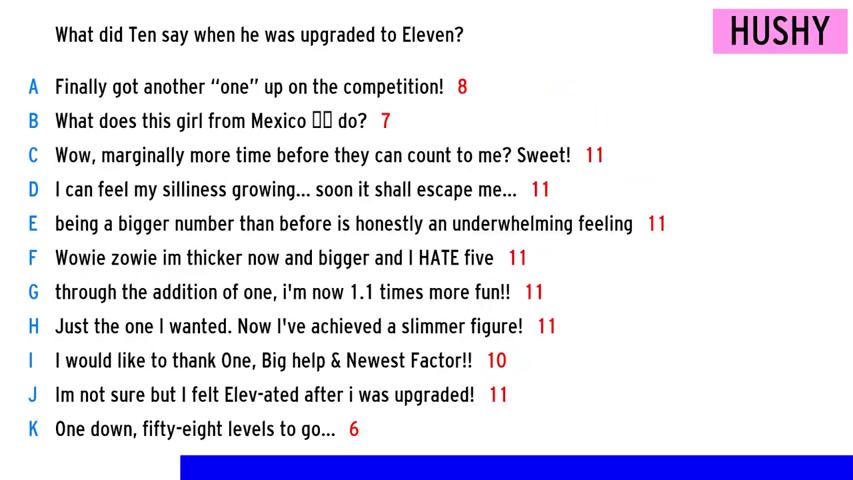 What did Ten say when he was upgraded to Eleven?
HUSHY
A Finally got another “one” up on the competition! 8
B What does this girl from Mexico ▯▯ do? 7
C Wow, marginally more time before they can count to me? Sweet! 11
D I can feel my silliness growing... soon it shall escape me... 11
E being a bigger number than before is honestly an underwhelming feeling 11
F Wowie zowie im thicker now and bigger and I HATE five 11
G through the addition of one, i'm now 1.1 times more fun!! 11
H Just the one I wanted. Now I've achieved a slimmer figure! 11
I I would like to thank One, Big help & Newest Factor!! 10
J Im not sure but I felt Elev-ated after i was upgraded! 11
K One down, fifty-eight levels to go... 6